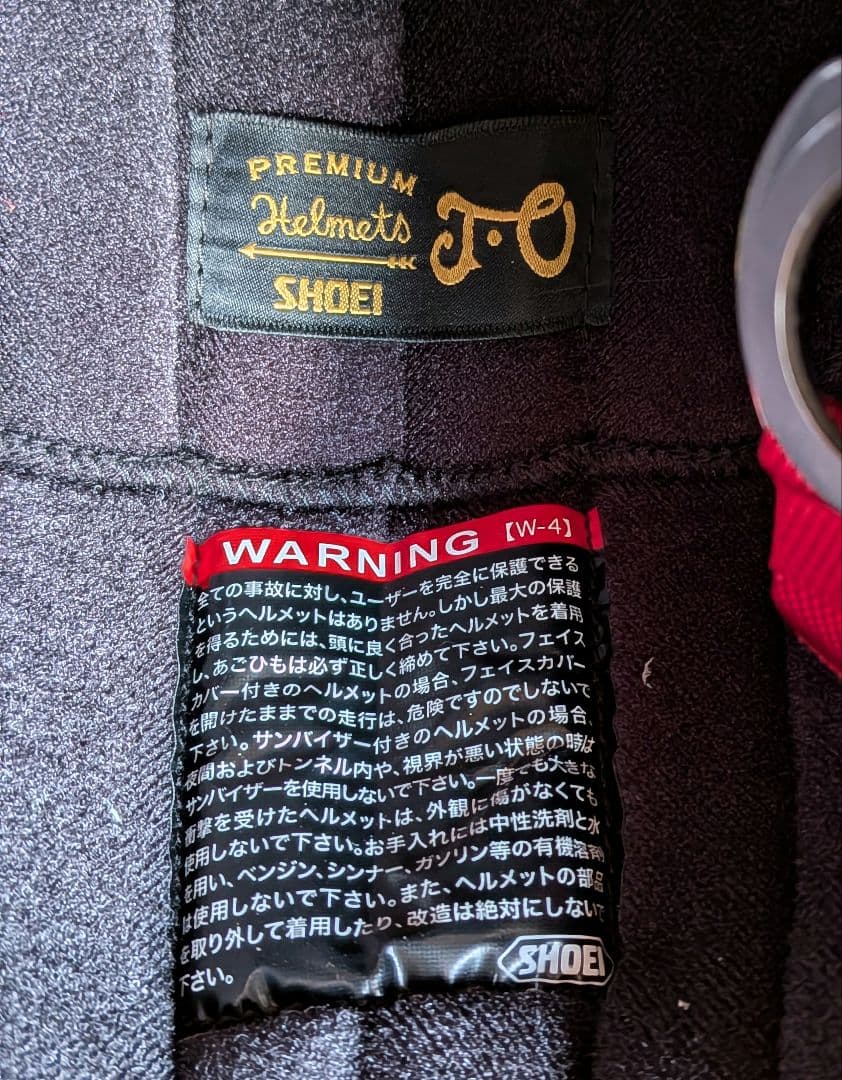 PREMIUM
Helmets
SHOEI
J・O
WARNING 【W-4】
全ての事故に対し、ユーザーを完全に保護できる
というヘルメットはありません。しかし最大の保護
を得るためには、頭に良く合ったヘルメットを着用
し、あごひもは必ず正しく締めて下さい。フェイス
カバー付きのヘルメットの場合、フェイスカバー
を開けたままでの走行は、危険ですのでしないで
下さい。サンバイザー付きのヘルメットの場合、
夜間およびトンネル内や、視界が悪い状態の時は
サンバイザーを使用しないで下さい。一度でも大きな
衝撃を受けたヘルメットは、外観に傷がなくても
使用しないで下さい。お手入れには中性洗剤と水
を用い、ベンジン、シンナー、ガソリン等の有機溶剤
は使用しないで下さい。また、ヘルメットの部品
を取り外して着用したり、改造は絶対にしないで
下さい。
SHOEI